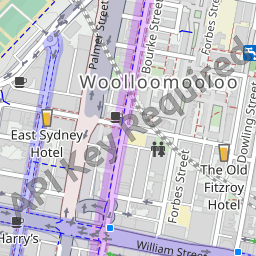 Palmer Street
Bourke Street
Forbes Street
Woolloomooloo
API Key Required
East Sydney
Hotel
The Old
Fitzroy
Hotel
Dowling Street
Forbes Street
Harry's
William Street